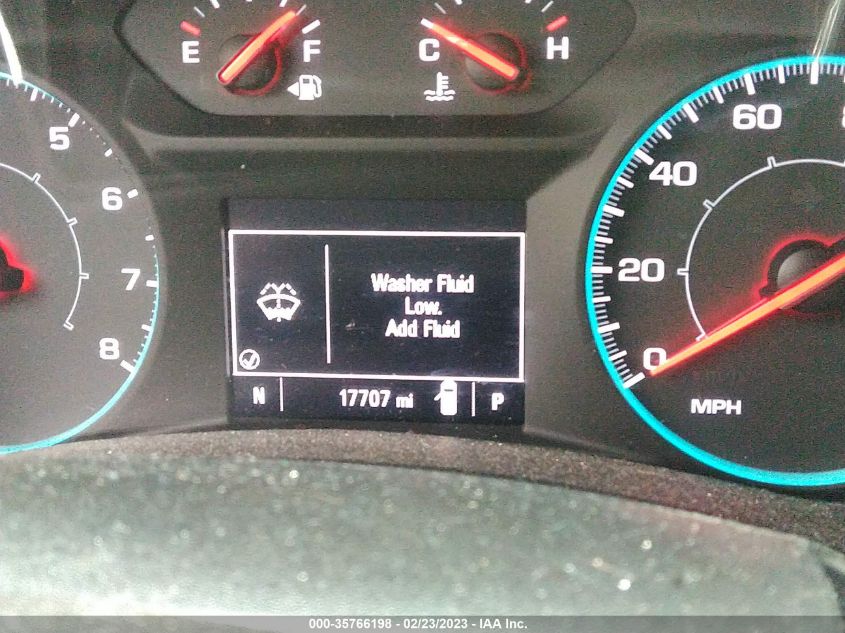 E F C H
5
6
7
8
60
40
20
0
MPH
Washer Fluid
Low.
Add Fluid
N 17707 mi P
000-35766198 - 02/23/2023 - IAA Inc.